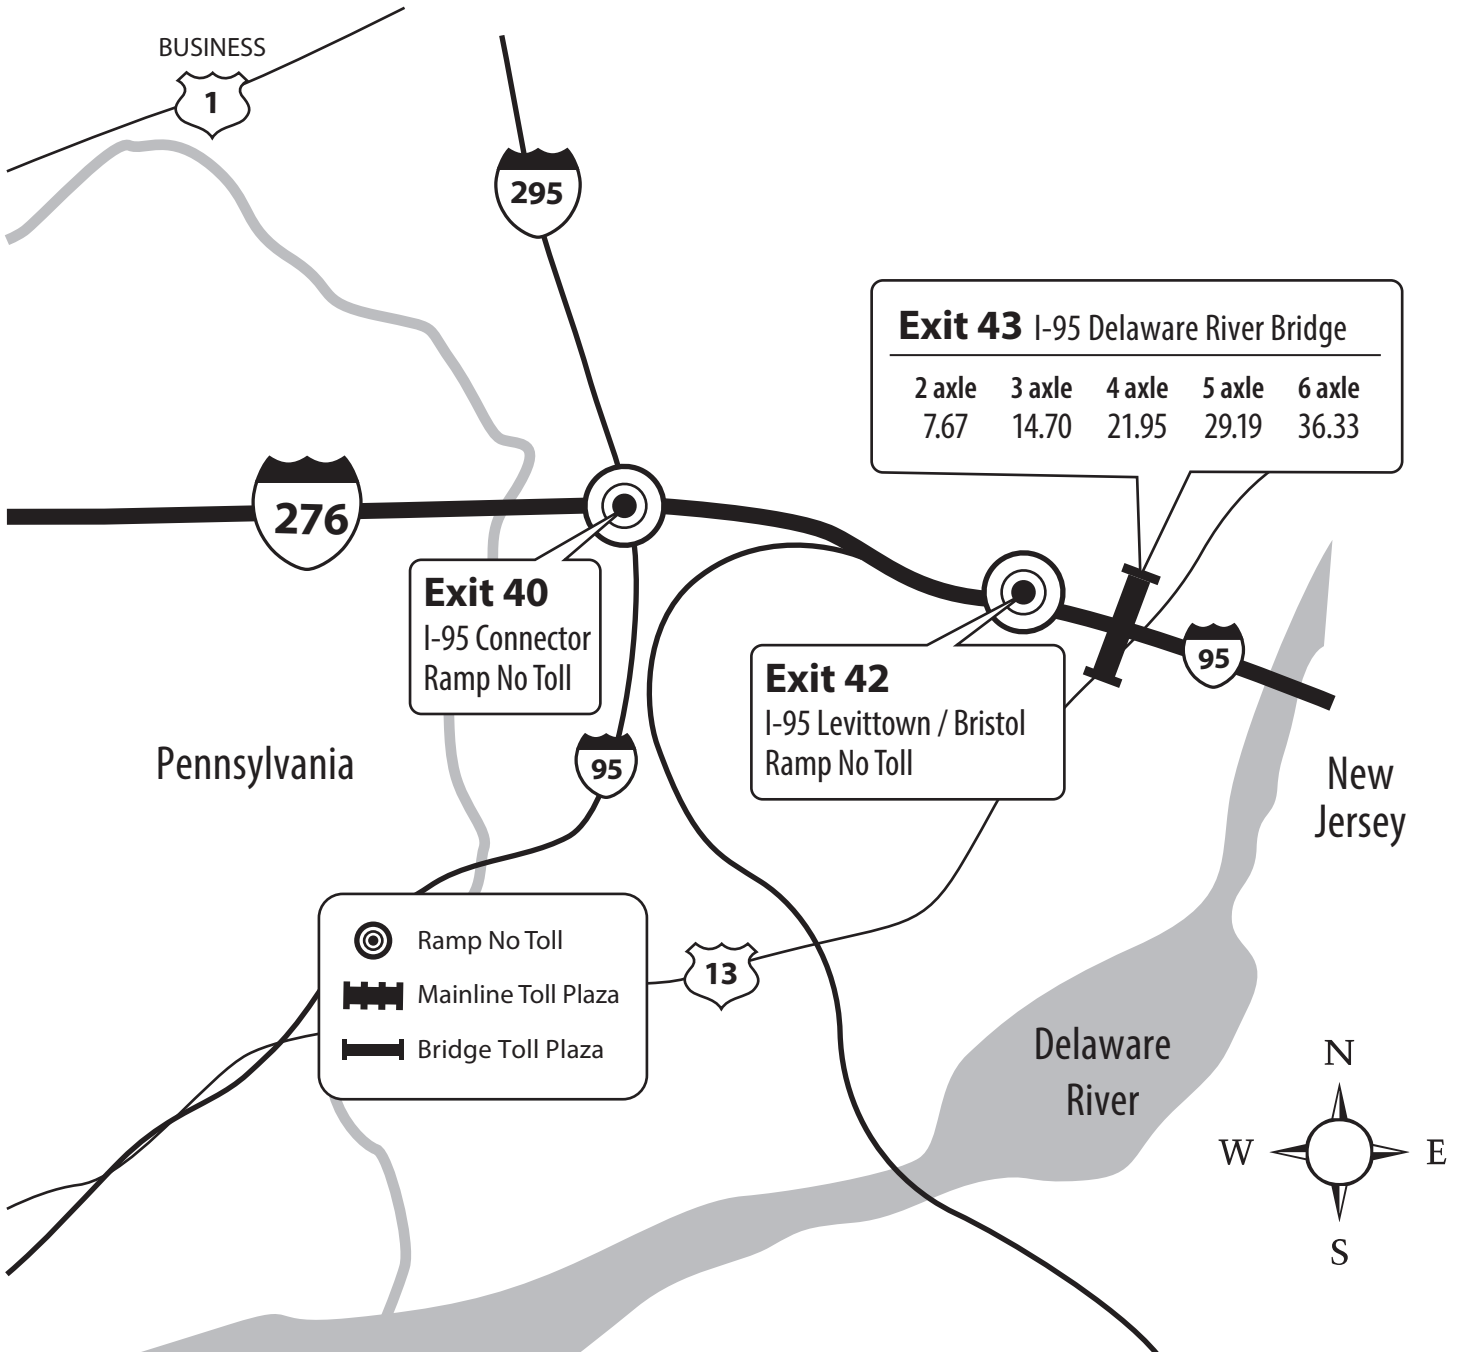 BUSINESS
1
295
Exit 43 I-95 Delaware River Bridge
2 axle 3 axle 4 axle 5 axle 6 axle
7.67 14.70 21.95 29.19 36.33
276
Exit 40
I-95 Connector
Ramp No Toll
Exit 42
I-95 Levittown / Bristol
Ramp No Toll
95
95
Pennsylvania
New
Jersey
Ramp No Toll
Mainline Toll Plaza
Bridge Toll Plaza
13
Delaware
River
N
W E
S